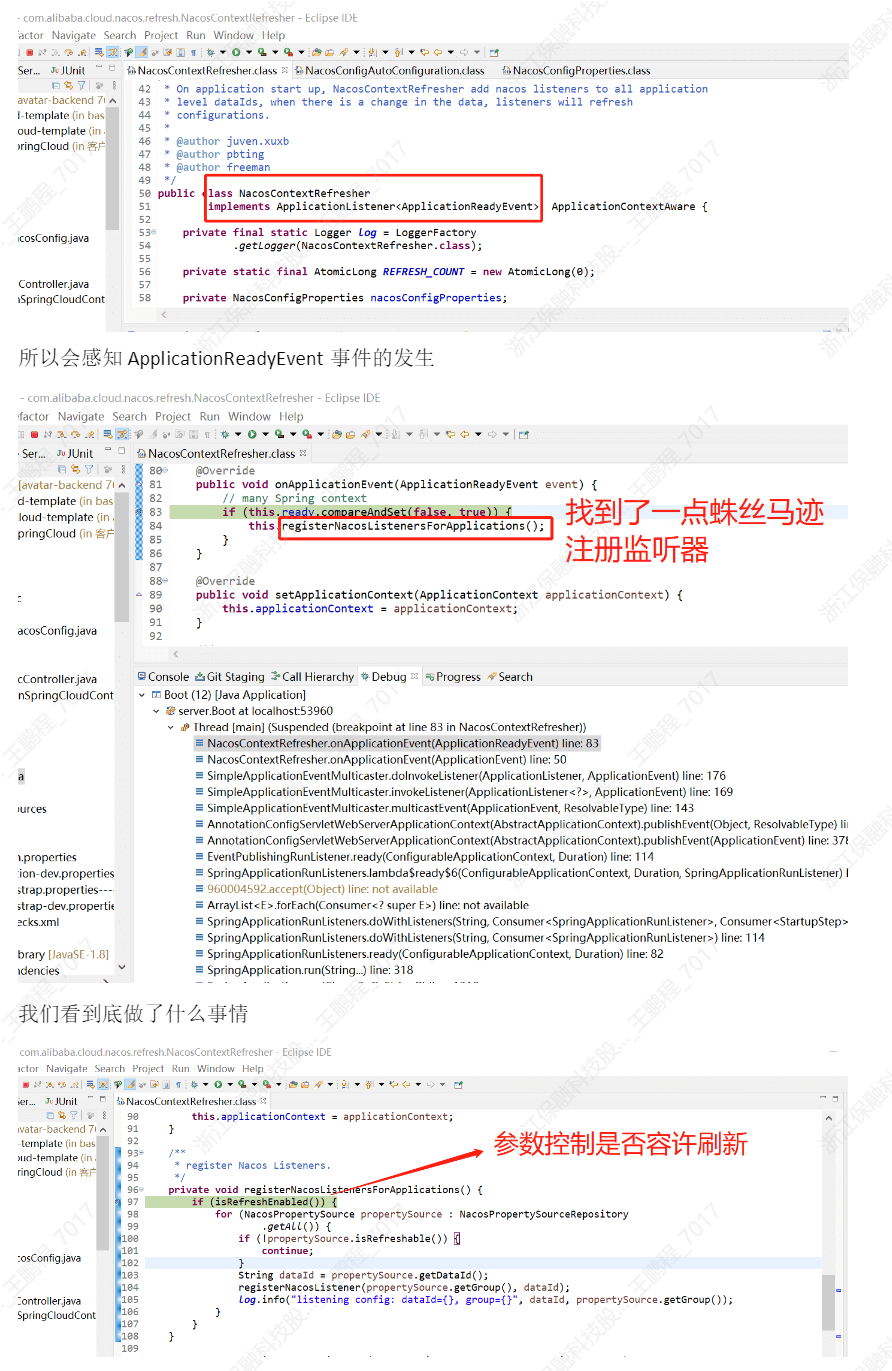 - com.alibaba.cloud.nacos.refresh.NacosContextRefresher - Eclipse IDE
factor Navigate Search Project Run Window Help
Ser... JUnit NacosContextRefresher.class NacosConfigAutoConfiguration.class NacosConfigProperties.class
avatar-backend 7(
d-template (in bas
oud-template (in
pringCloud (in 客户
acosConfig.java
Controller.java
nSpringCloudCont
42 * On application start up, NacosContextRefresher add nacos listeners to all application
43 * level dataIds, when there is a change in the data, listeners will refresh
44 * configurations.
45 *
46 * @author juven.xuxb
47 * @author pbting
48 * @author freeman
49 */
50 public class NacosContextRefresher
51 implements ApplicationListener<ApplicationReadyEvent>, ApplicationContextAware {
52
53 private final static Logger log = LoggerFactory
54 .getLogger(NacosContextRefresher.class);
55
56 private static final AtomicLong REFRESH_COUNT = new AtomicLong(0);
57
58 private NacosConfigProperties nacosConfigProperties;
所以会感知 ApplicationReadyEvent 事件的发生
- com.alibaba.cloud.nacos.refresh.NacosContextRefresher - Eclipse IDE
efactor Navigate Search Project Run Window Help
Ser... JUnit NacosContextRefresher.class
[avatar-backend 7(
d-template (in bas
loud-template (in
pringCloud (in 客户
c
acosConfig.java
cController.java
nSpringCloudCont
a
ources
n.properties
tion-dev.properties
strap.properties----
strap-dev.propertie
ecks.xml
brary [JavaSE-1.8]
ndencies
80 @Override
81 public void onApplicationEvent(ApplicationReadyEvent event) {
82 // many Spring context
83 if (this.ready.compareAndSet(false, true)) {
84 this.registerNacosListenersForApplications();
85 }
86 }
87
88 @Override
89 public void setApplicationContext(ApplicationContext applicationContext) {
90 this.applicationContext = applicationContext;
91 }
92
找到了一点蛛丝马迹
注册监听器
Console Git Staging Call Hierarchy Debug Progress Search
Boot (12) [Java Application]
server.Boot at localhost:53960
Thread [main] (Suspended (breakpoint at line 83 in NacosContextRefresher))
NacosContextRefresher.onApplicationEvent(ApplicationReadyEvent) line: 83
NacosContextRefresher.onApplicationEvent(ApplicationEvent) line: 50
SimpleApplicationEventMulticaster.doInvokeListener(ApplicationListener, ApplicationEvent) line: 176
SimpleApplicationEventMulticaster.invokeListener(ApplicationListener<?>, ApplicationEvent) line: 169
SimpleApplicationEventMulticaster.multicastEvent(ApplicationEvent, ResolvableType) line: 143
AnnotationConfigServletWebServerApplicationContext(AbstractApplicationContext).publishEvent(Object, ResolvableType) li
AnnotationConfigServletWebServerApplicationContext(AbstractApplicationContext).publishEvent(ApplicationEvent) line: 378
EventPublishingRunListener.ready(ConfigurableApplicationContext, Duration) line: 114
SpringApplicationRunListeners.lambda$ready$6(ConfigurableApplicationContext, Duration, SpringApplicationRunListener) l
960004592.accept(Object) line: not available
ArrayList<E>.forEach(Consumer<? super E>) line: not available
SpringApplicationRunListeners.doWithListeners(String, Consumer<SpringApplicationRunListener>, Consumer<StartupStep>
SpringApplicationRunListeners.doWithListeners(String, Consumer<SpringApplicationRunListener>) line: 114
SpringApplicationRunListeners.ready(ConfigurableApplicationContext, Duration) line: 82
SpringApplication.run(String...) line: 318
我们看到底做了什么事情
com.alibaba.cloud.nacos.refresh.NacosContextRefresher - Eclipse IDE
actor Navigate Search Project Run Window Help
Ser... JUnit NacosContextRefresher.class
vatar-backend 7(
-template (in bas
oud-template (in
ringCloud (in 客户
cosConfig.java
Controller.java
SpringCloudCont
90 this.applicationContext = applicationContext;
91 }
92
93 /**
94 * register Nacos Listeners.
95 */
96 private void registerNacosListenersForApplications() {
97 if (isRefreshEnabled()) {
98 for (NacosPropertySource propertySource : NacosPropertySourceRepository
99 .getAll()) {
100 if (!propertySource.isRefreshable()) {
101 continue;
102 }
103 String dataId = propertySource.getDataId();
104 registerNacosListener(propertySource.getGroup(), dataId);
105 log.info("listening config: dataId={}, group={}", dataId, propertySource.getGroup());
106 }
107 }
108 }
109
参数控制是否容许刷新